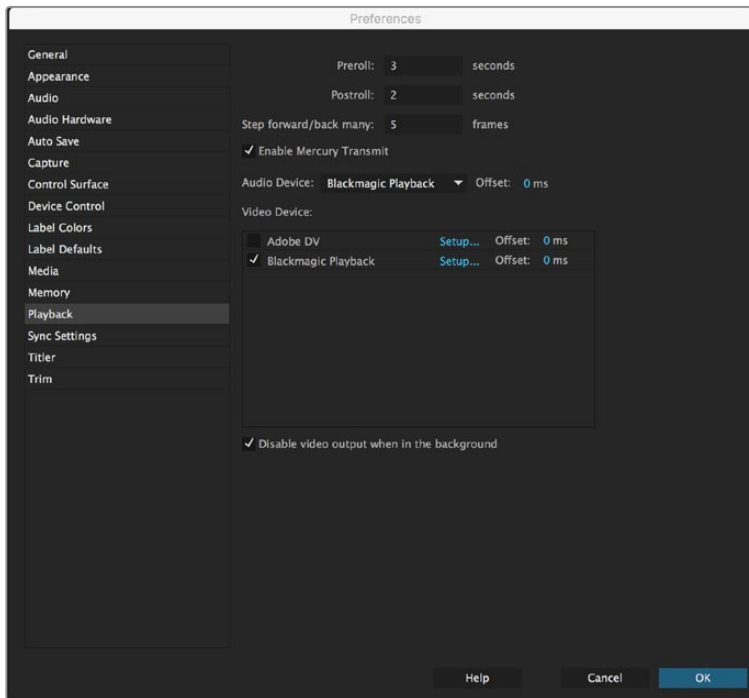 Preferences
General
Appearance
Audio
Audio Hardware
Auto Save
Capture
Control Surface
Device Control
Label Colors
Label Defaults
Media
Memory
Playback
Sync Settings
Titler
Trim
Preroll: 3 seconds
Postroll: 2 seconds
Step forward/back many: 5 frames
Enable Mercury Transmit
Audio Device: Blackmagic Playback Offset: 0 ms
Video Device:
Adobe DV Setup... Offset: 0 ms
Blackmagic Playback Setup... Offset: 0 ms
Disable video output when in the background
Help Cancel OK